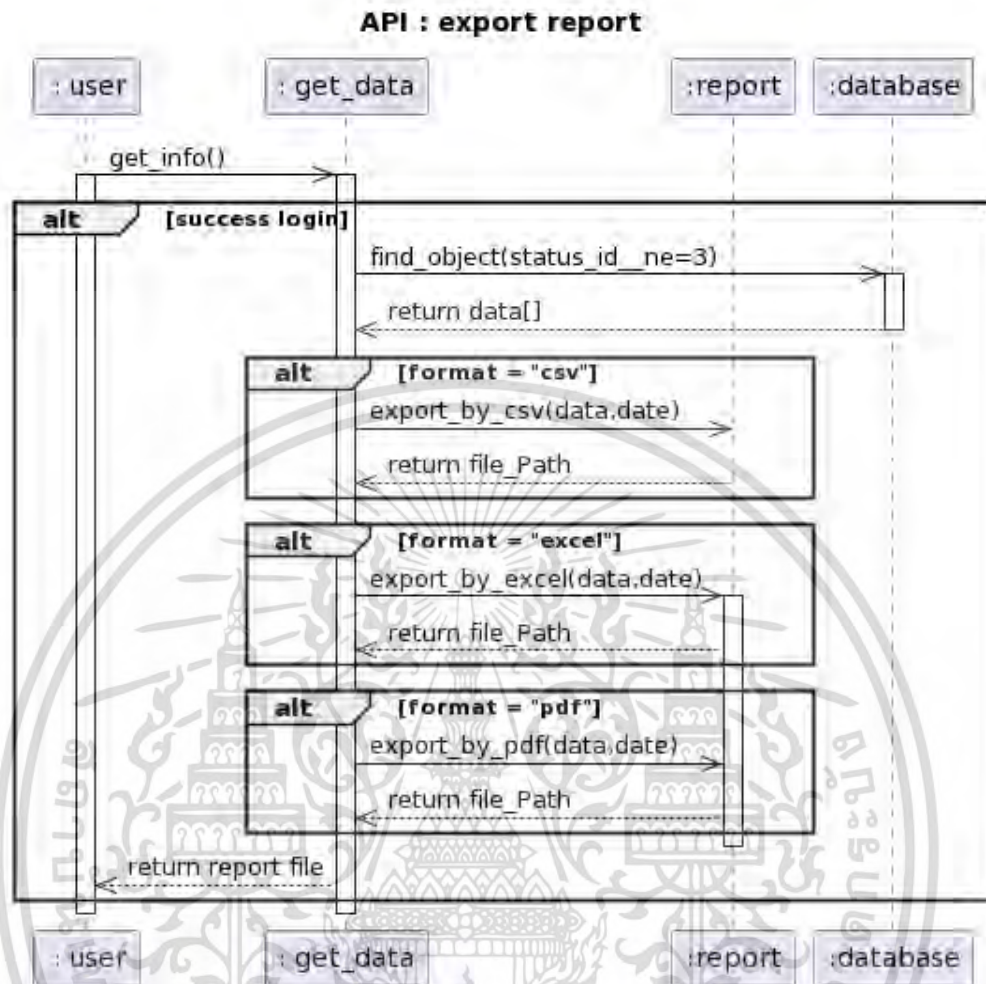 API : export report
: user : get_data :report :database
get_info()
alt [success login]
find_object(status_id__ne=3)
return data[]
alt [format = "csv"]
export_by_csv(data,date)
return file_Path
alt [format = "excel"]
export_by_excel(data,date)
return file_Path
alt [format = "pdf"]
export_by_pdf(data,date)
return file_Path
return report file
: user : get_data :report :database